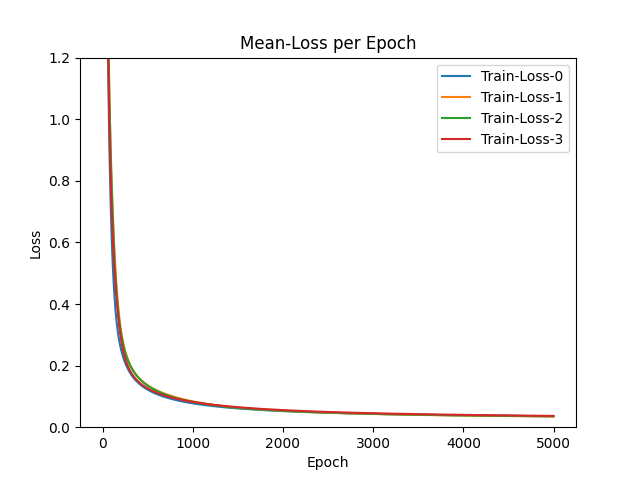 Mean-Loss per Epoch
1.2
1.0
0.8
0.6
0.4
0.2
0.0
Loss
Train-Loss-0
Train-Loss-1
Train-Loss-2
Train-Loss-3
0 1000 2000 3000 4000 5000
Epoch